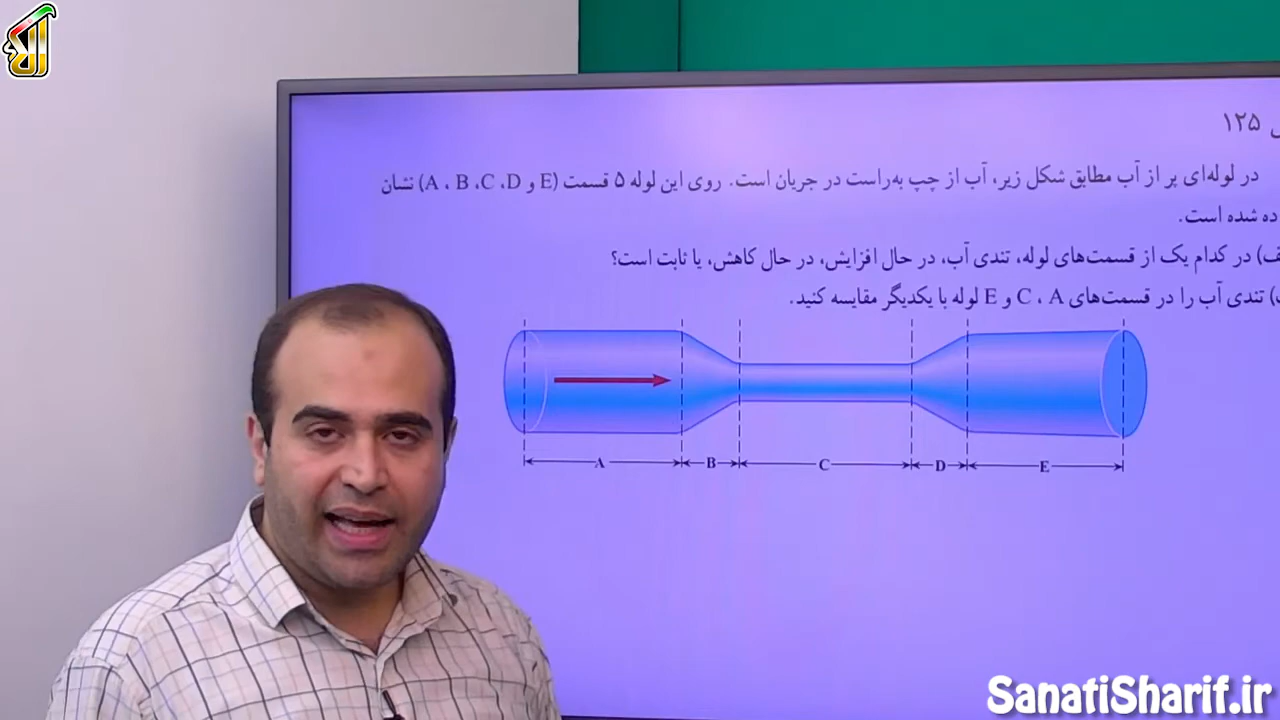 ۱۲۵
در لوله‌ای پر از آب مطابق شکل زیر، آب از چپ به‌راست در جریان است. روی این لوله ۵ قسمت (A ، B ،C ،D و E) نشان
ده شده است.
ف) در کدام یک از قسمت‌های لوله، تندی آب، در حال افزایش، در حال کاهش، یا ثابت است؟
) تندی آب را در قسمت‌های C ، A و E لوله با یکدیگر مقایسه کنید.
A B C D E
SanatiSharif.ir